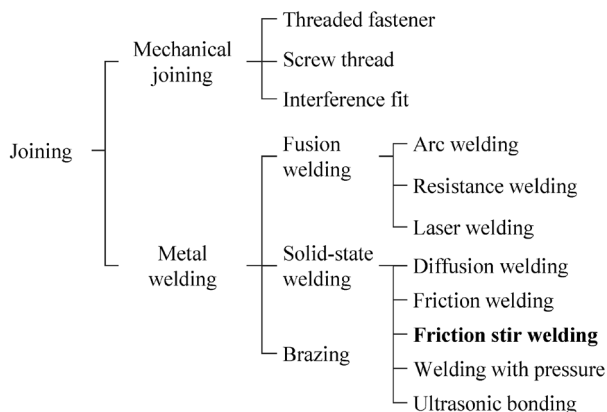 Joining
Mechanical
joining
Threaded fastener
Screw thread
Interference fit
Metal
welding
Fusion
welding
Arc welding
Resistance welding
Laser welding
Solid-state
welding
Diffusion welding
Friction welding
Friction stir welding
Welding with pressure
Ultrasonic bonding
Brazing